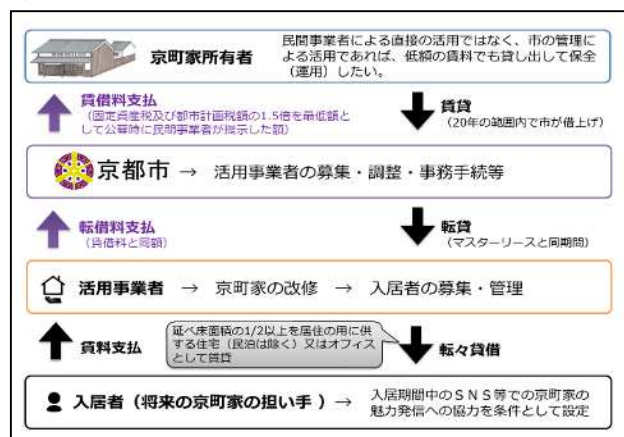 京町家所有者
民間事業者による直接の活用ではなく、市の管理に
よる活用であれば、低額の賃料でも貸し出して保全
（運用）したい。
賃借料支払
（固定資産税及び都市計画税額の1.5倍を最低額と
して公募時に民間事業者が提示した額）
賃貸
（20年の範囲内で市が借上げ）
京都市 → 活用事業者の募集・調整・事務手続等
転借料支払
（賃借料と同額）
転貸
（マスターリースと同期間）
活用事業者 → 京町家の改修 → 入居者の募集・管理
賃料支払
延べ床面積の1/2以上を居住の用に供
する住宅（民泊は除く）又はオフィス
として賃貸
転々貸借
入居者（将来の京町家の担い手 ）→
入居期間中のＳＮＳ等での京町家の
魅力発信への協力を条件として設定